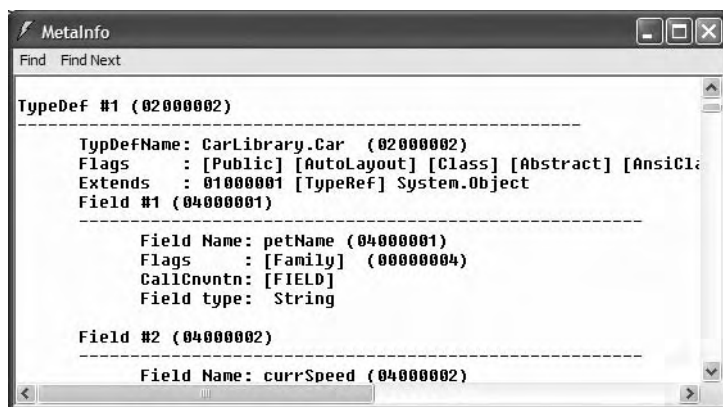 MetaInfo
Find Find Next
TypeDef #1 (02000002)
-------------------------------------------------------
TypDefName: CarLibrary.Car (02000002)
Flags : [Public] [AutoLayout] [Class] [Abstract] [AnsiCla
Extends : 01000001 [TypeRef] System.Object
Field #1 (04000001)
-------------------------------------------------------
Field Name: petName (04000001)
Flags : [Family] (00000004)
CallCnvntn: [FIELD]
Field type: String
Field #2 (04000002)
-------------------------------------------------------
Field Name: currSpeed (04000002)